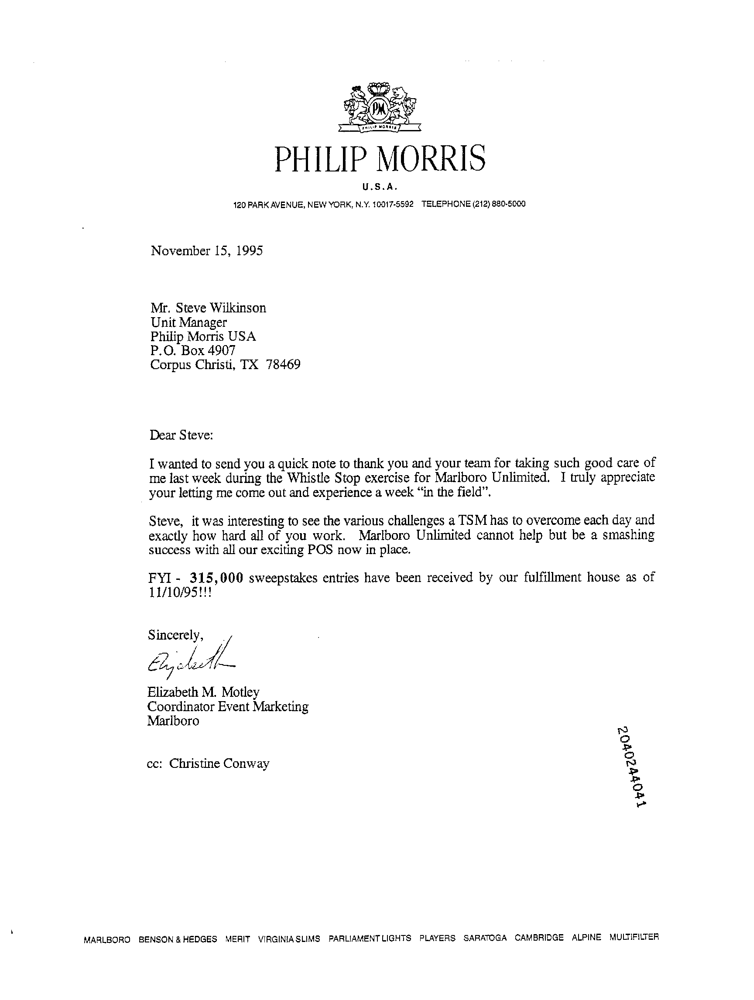 PM
PHILIP MORRIS
PHILIP MORRIS
U.S.A.
120 PARK AVENUE, NEW YORK, N.Y. 10017-5592 TELEPHONE (212) 880-5000
November 15, 1995
Mr. Steve Wilkinson
Unit Manager
Philip Morris USA
P.O. Box 4907
Corpus Christi, TX 78469
Dear Steve:
I wanted to send you a quick note to thank you and your team for taking such good care of
me last week during the Whistle Stop exercise for Marlboro Unlimited. I truly appreciate
your letting me come out and experience a week “in the field”.
Steve, it was interesting to see the various challenges a TSM has to overcome each day and
exactly how hard all of you work. Marlboro Unlimited cannot help but be a smashing
success with all our exciting POS now in place.
FYI - 315,000 sweepstakes entries have been received by our fulfillment house as of
11/10/95!!!
Sincerely,
Elizabeth
Elizabeth M. Motley
Coordinator Event Marketing
Marlboro
cc: Christine Conway
2040244041
MARLBORO BENSON & HEDGES MERIT VIRGINIA SLIMS PARLIAMENT LIGHTS PLAYERS SARATOGA CAMBRIDGE ALPINE MULTIFILTER